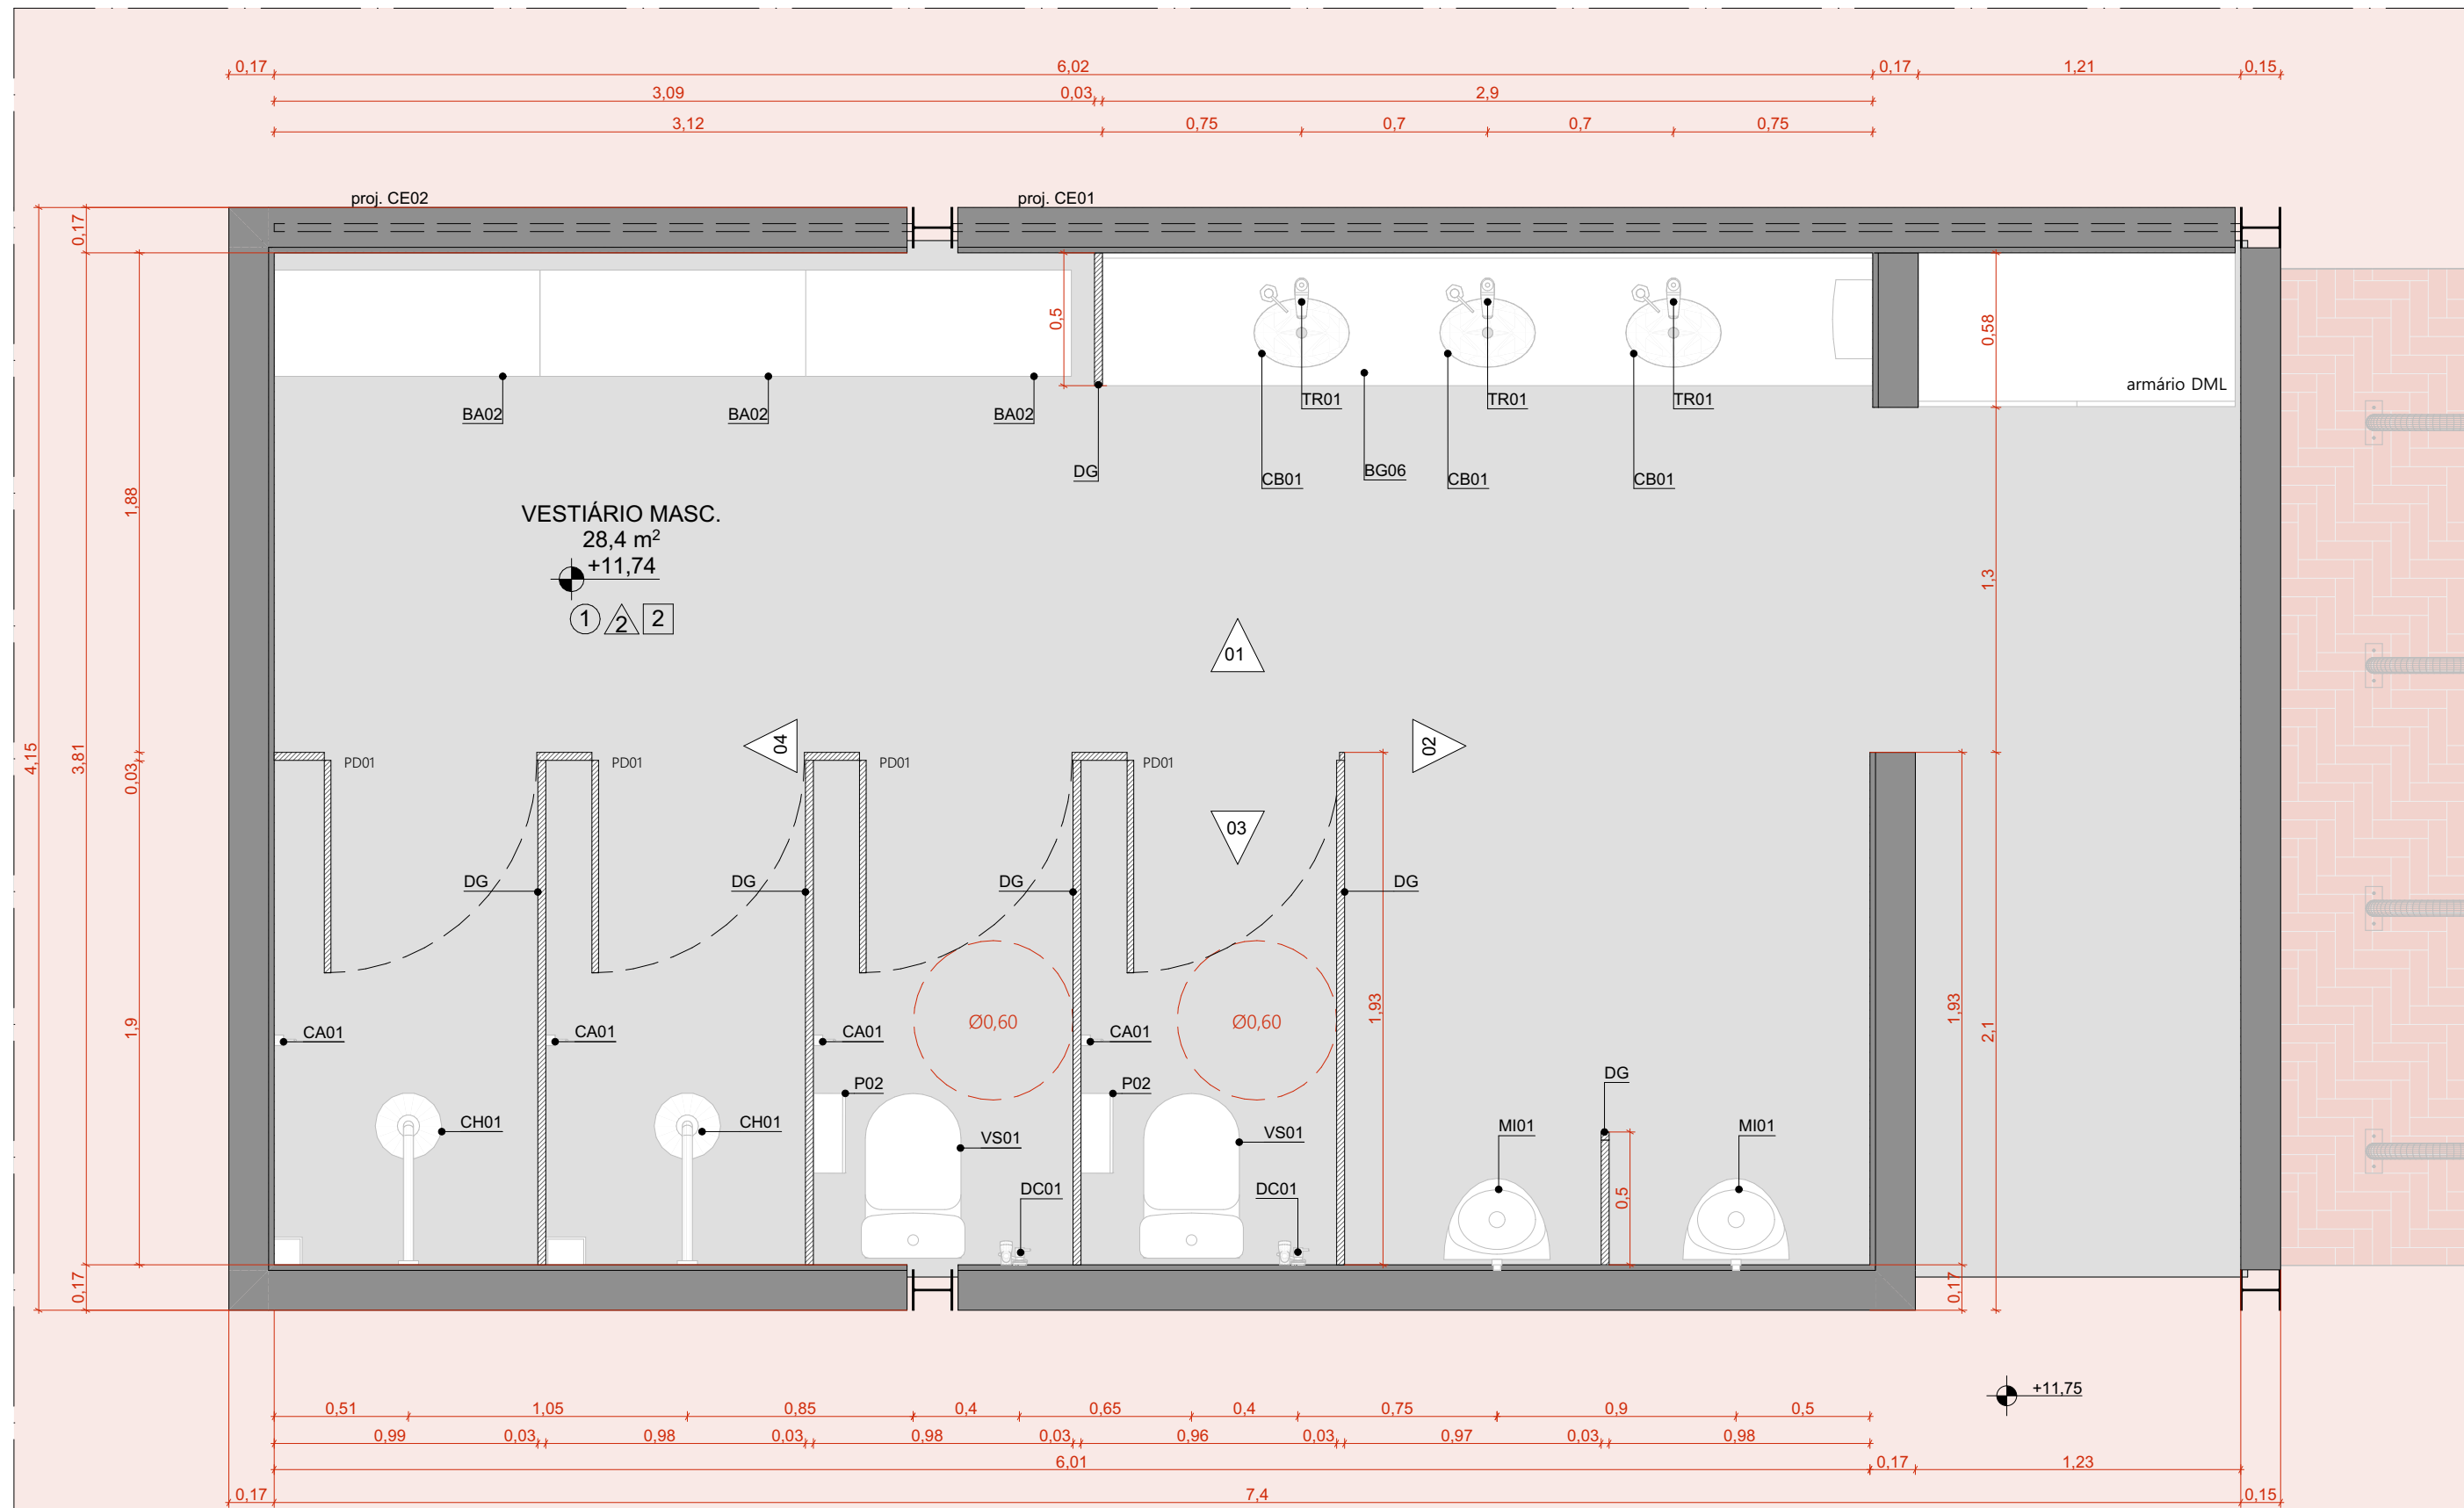 0,17 6,02 0,17 1,21 0,15
3,09 0,03 2,9
3,12 0,75 0,7 0,7 0,75
proj. CE02 proj. CE01
0,17
0,5
0,58
armário DML
BA02 BA02 BA02
TR01 TR01 TR01
DG
CB01 BG06 CB01 CB01
1,88
VESTIÁRIO MASC.
28,4 m²
+11,74
1 2 2
1,3
01
04 02
4,15 3,81 0,03
PD01 PD01 PD01 PD01
03
DG DG DG DG
Ø0,60 Ø0,60
1,9
1,93 1,93 2,1
CA01 CA01 CA01 CA01
P02 P02
DG
CH01 CH01 VS01 VS01 MI01 MI01
DC01 DC01
0,5
0,17 0,17
+11,75
0,51 1,05 0,85 0,4 0,65 0,4 0,75 0,9 0,5
0,99 0,03 0,98 0,03 0,98 0,03 0,96 0,03 0,97 0,03 0,98
6,01 0,17 1,23
0,17 7,4 0,15